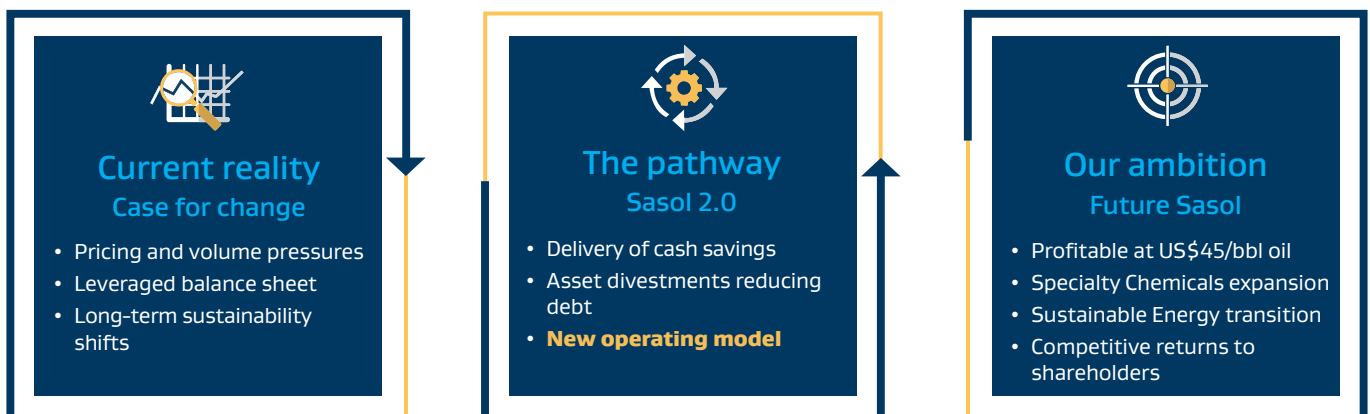 Current reality
Case for change
• Pricing and volume pressures
• Leveraged balance sheet
• Long-term sustainability
shifts
The pathway
Sasol 2.0
• Delivery of cash savings
• Asset divestments reducing
debt
• New operating model
Our ambition
Future Sasol
• Profitable at US$45/bbl oil
• Specialty Chemicals expansion
• Sustainable Energy transition
• Competitive returns to
shareholders